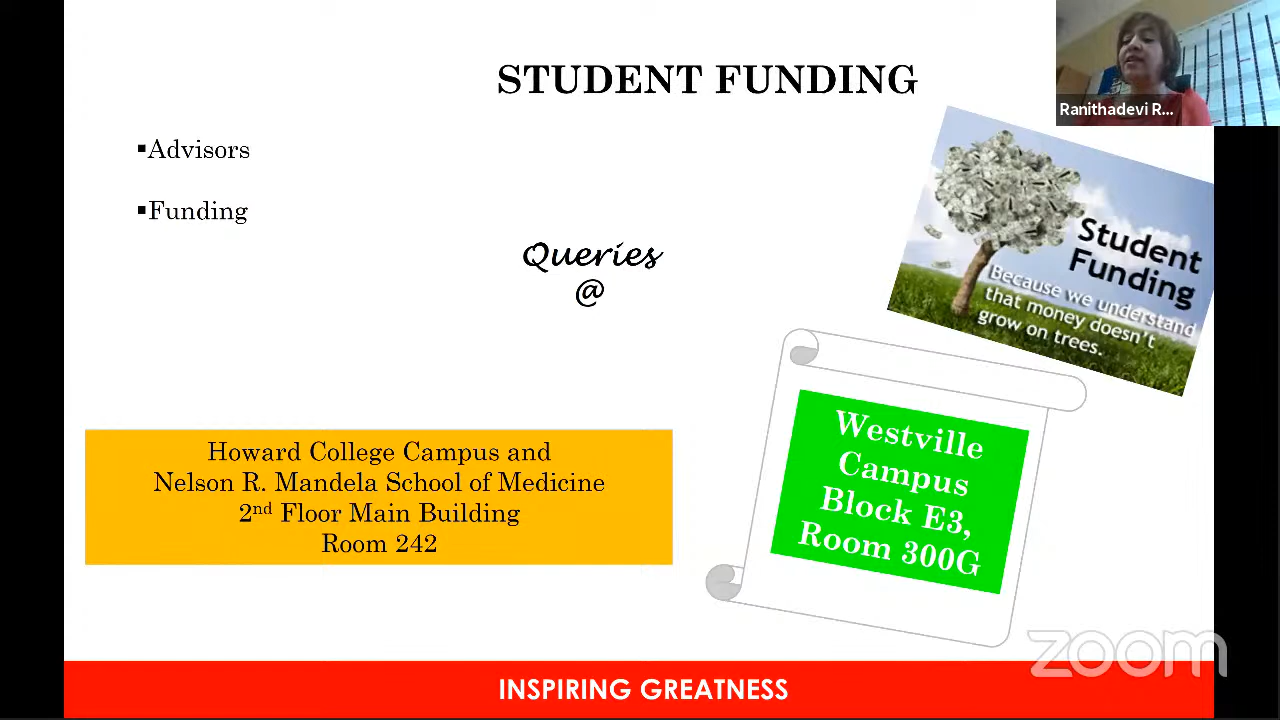 STUDENT FUNDING
Ranithadevi R...
▪Advisors
▪Funding
Queries
@
Student
Funding
Because we understand
that money doesn't
grow on trees.
Howard College Campus and
Nelson R. Mandela School of Medicine
2nd Floor Main Building
Room 242
Westville
Campus
Block E3,
Room 300G
zoom
INSPIRING GREATNESS